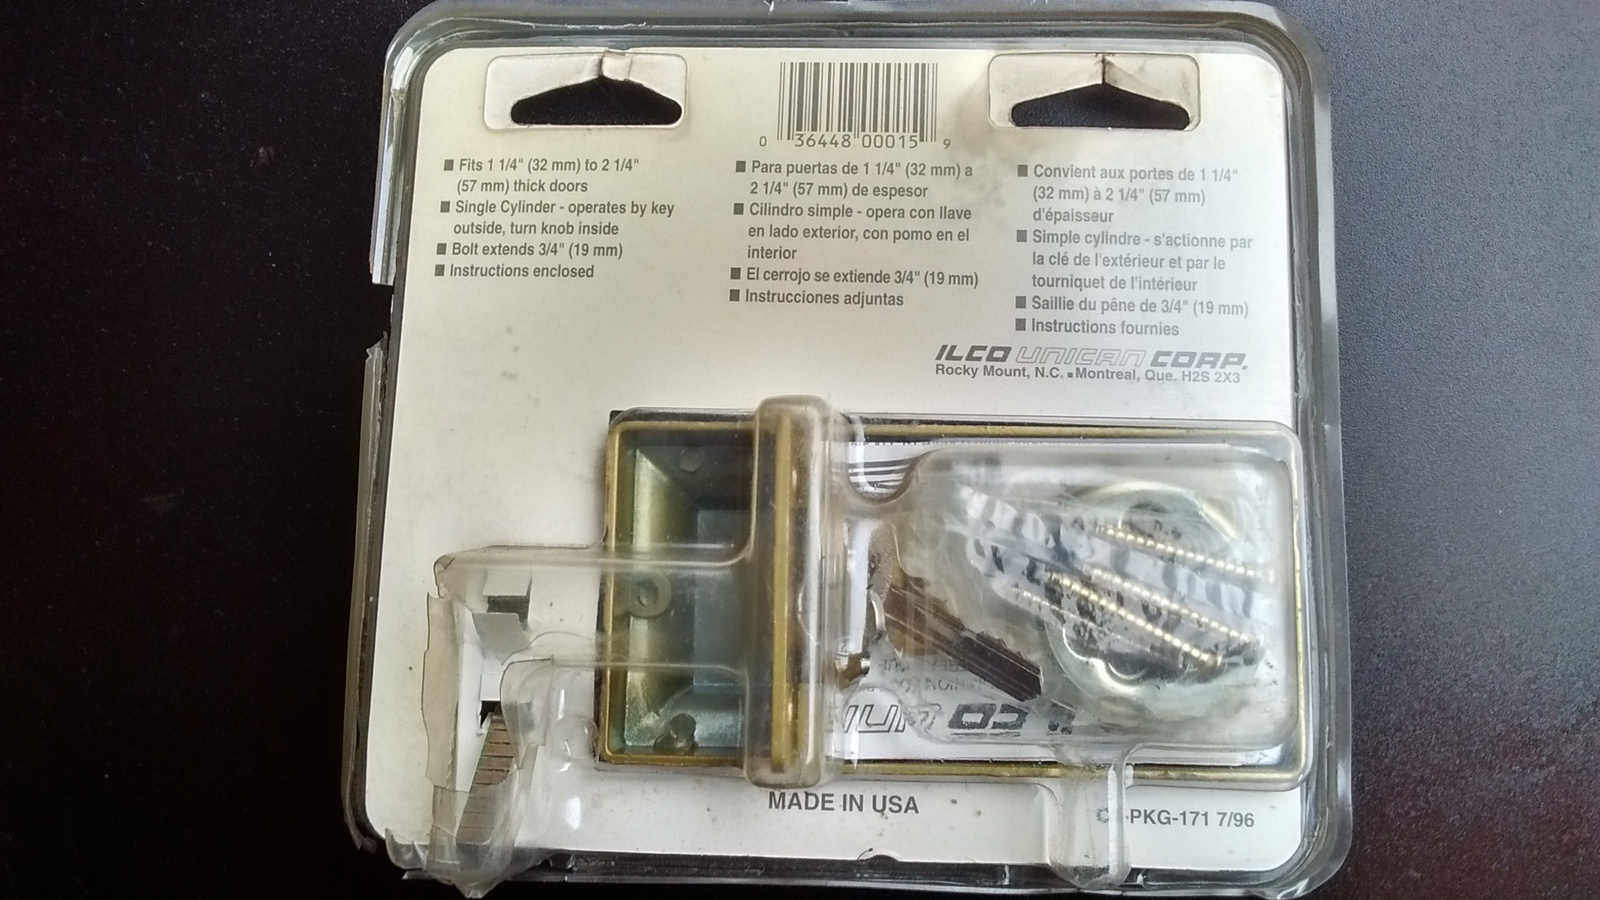 0 36448 00015 9
■ Fits 1 1/4" (32 mm) to 2 1/4"
(57 mm) thick doors
■ Single Cylinder - operates by key
outside, turn knob inside
■ Bolt extends 3/4" (19 mm)
■ Instructions enclosed
■ Para puertas de 1 1/4" (32 mm) a
2 1/4" (57 mm) de espesor
■ Cilindro simple - opera con llave
en lado exterior, con pomo en el
interior
■ El cerrojo se extiende 3/4" (19 mm)
■ Instrucciones adjuntas
■ Convient aux portes de 1 1/4"
(32 mm) à 2 1/4" (57 mm)
d'épaisseur
■ Simple cylindre - s'actionne par
la clé de l'extérieur et par le
tourniquet de l'intérieur
■ Saillie du pêne de 3/4" (19 mm)
■ Instructions fournies
ILCO UNICAN CORP.
Rocky Mount, N.C. ■ Montreal, Que. H2S 2X3
MADE IN USA
PKG-171 7/96